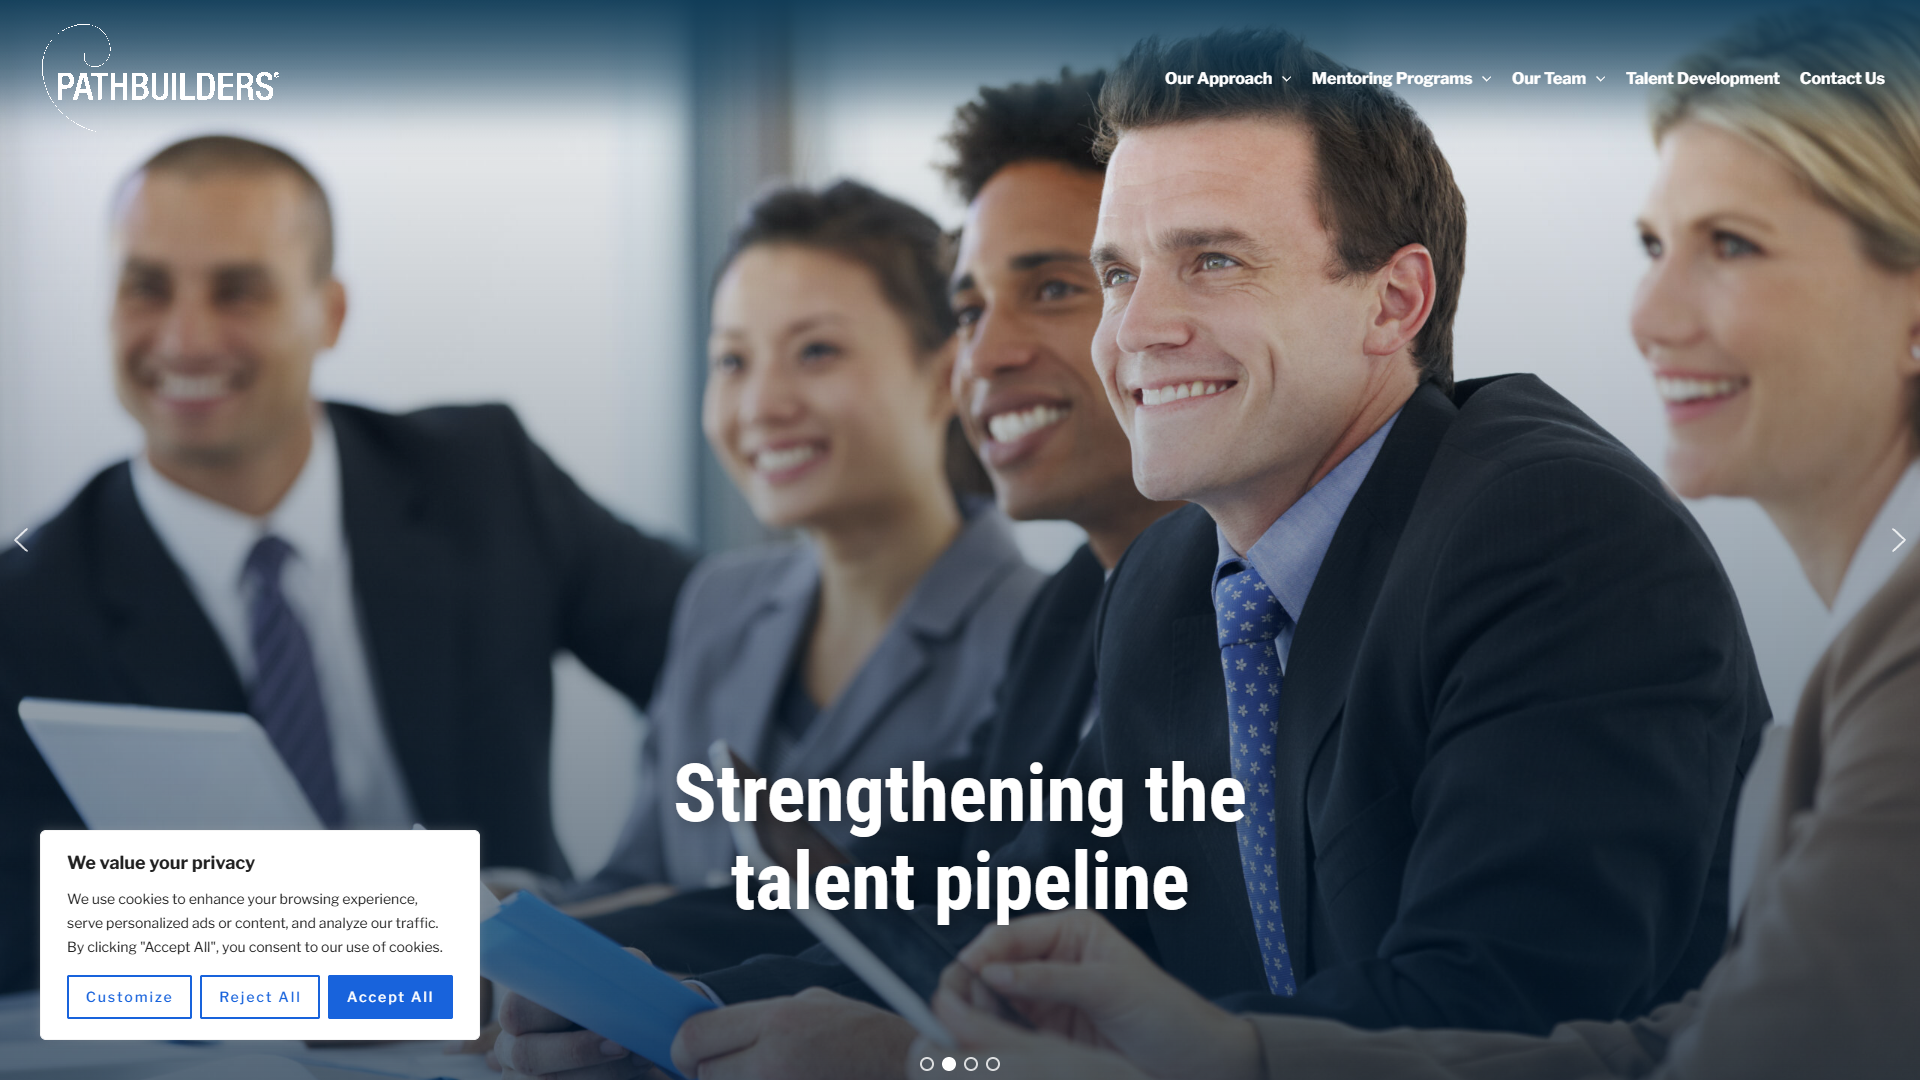 PATHBUILDERS®
Our Approach
Mentoring Programs
Our Team
Talent Development
Contact Us
Strengthening the
talent pipeline
We value your privacy
We use cookies to enhance your browsing experience,
serve personalized ads or content, and analyze our traffic.
By clicking "Accept All", you consent to our use of cookies.
Customize
Reject All
Accept All